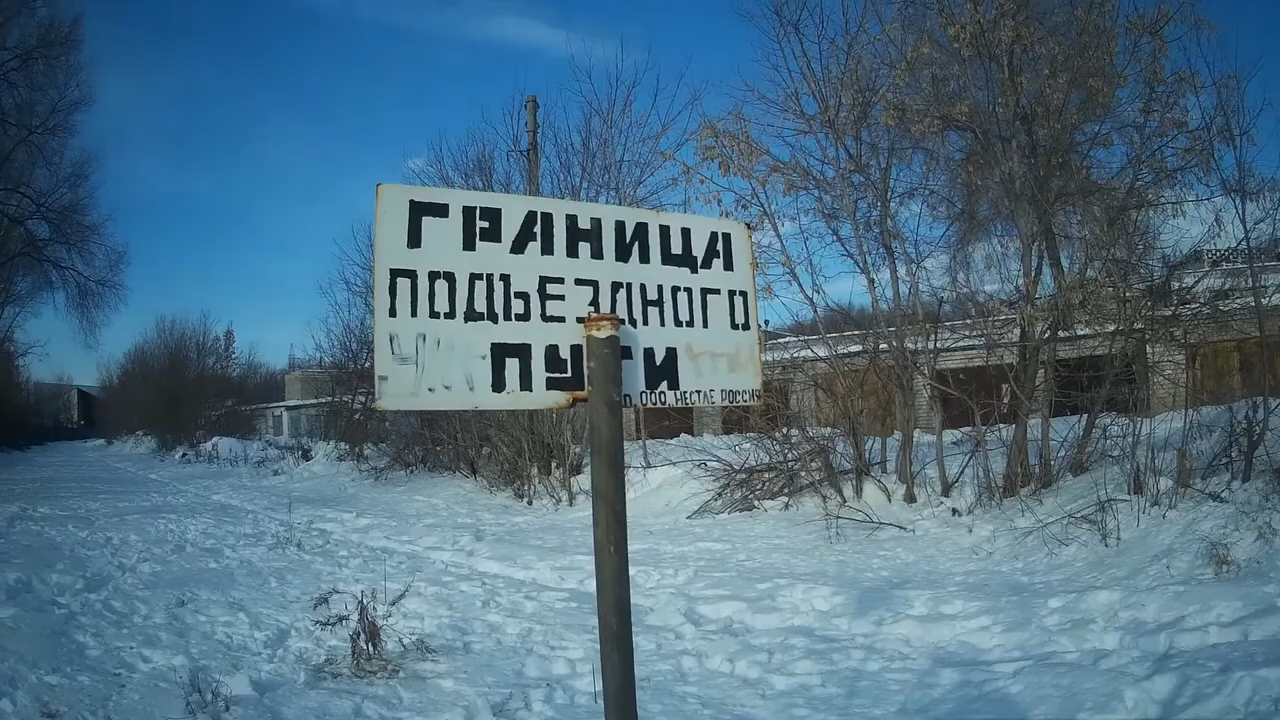 ГРАНИЦА
ПОДЪЕЗДНОГО
ПУТИ
п. ООО, НЕСТЛЕ РОССИЯ